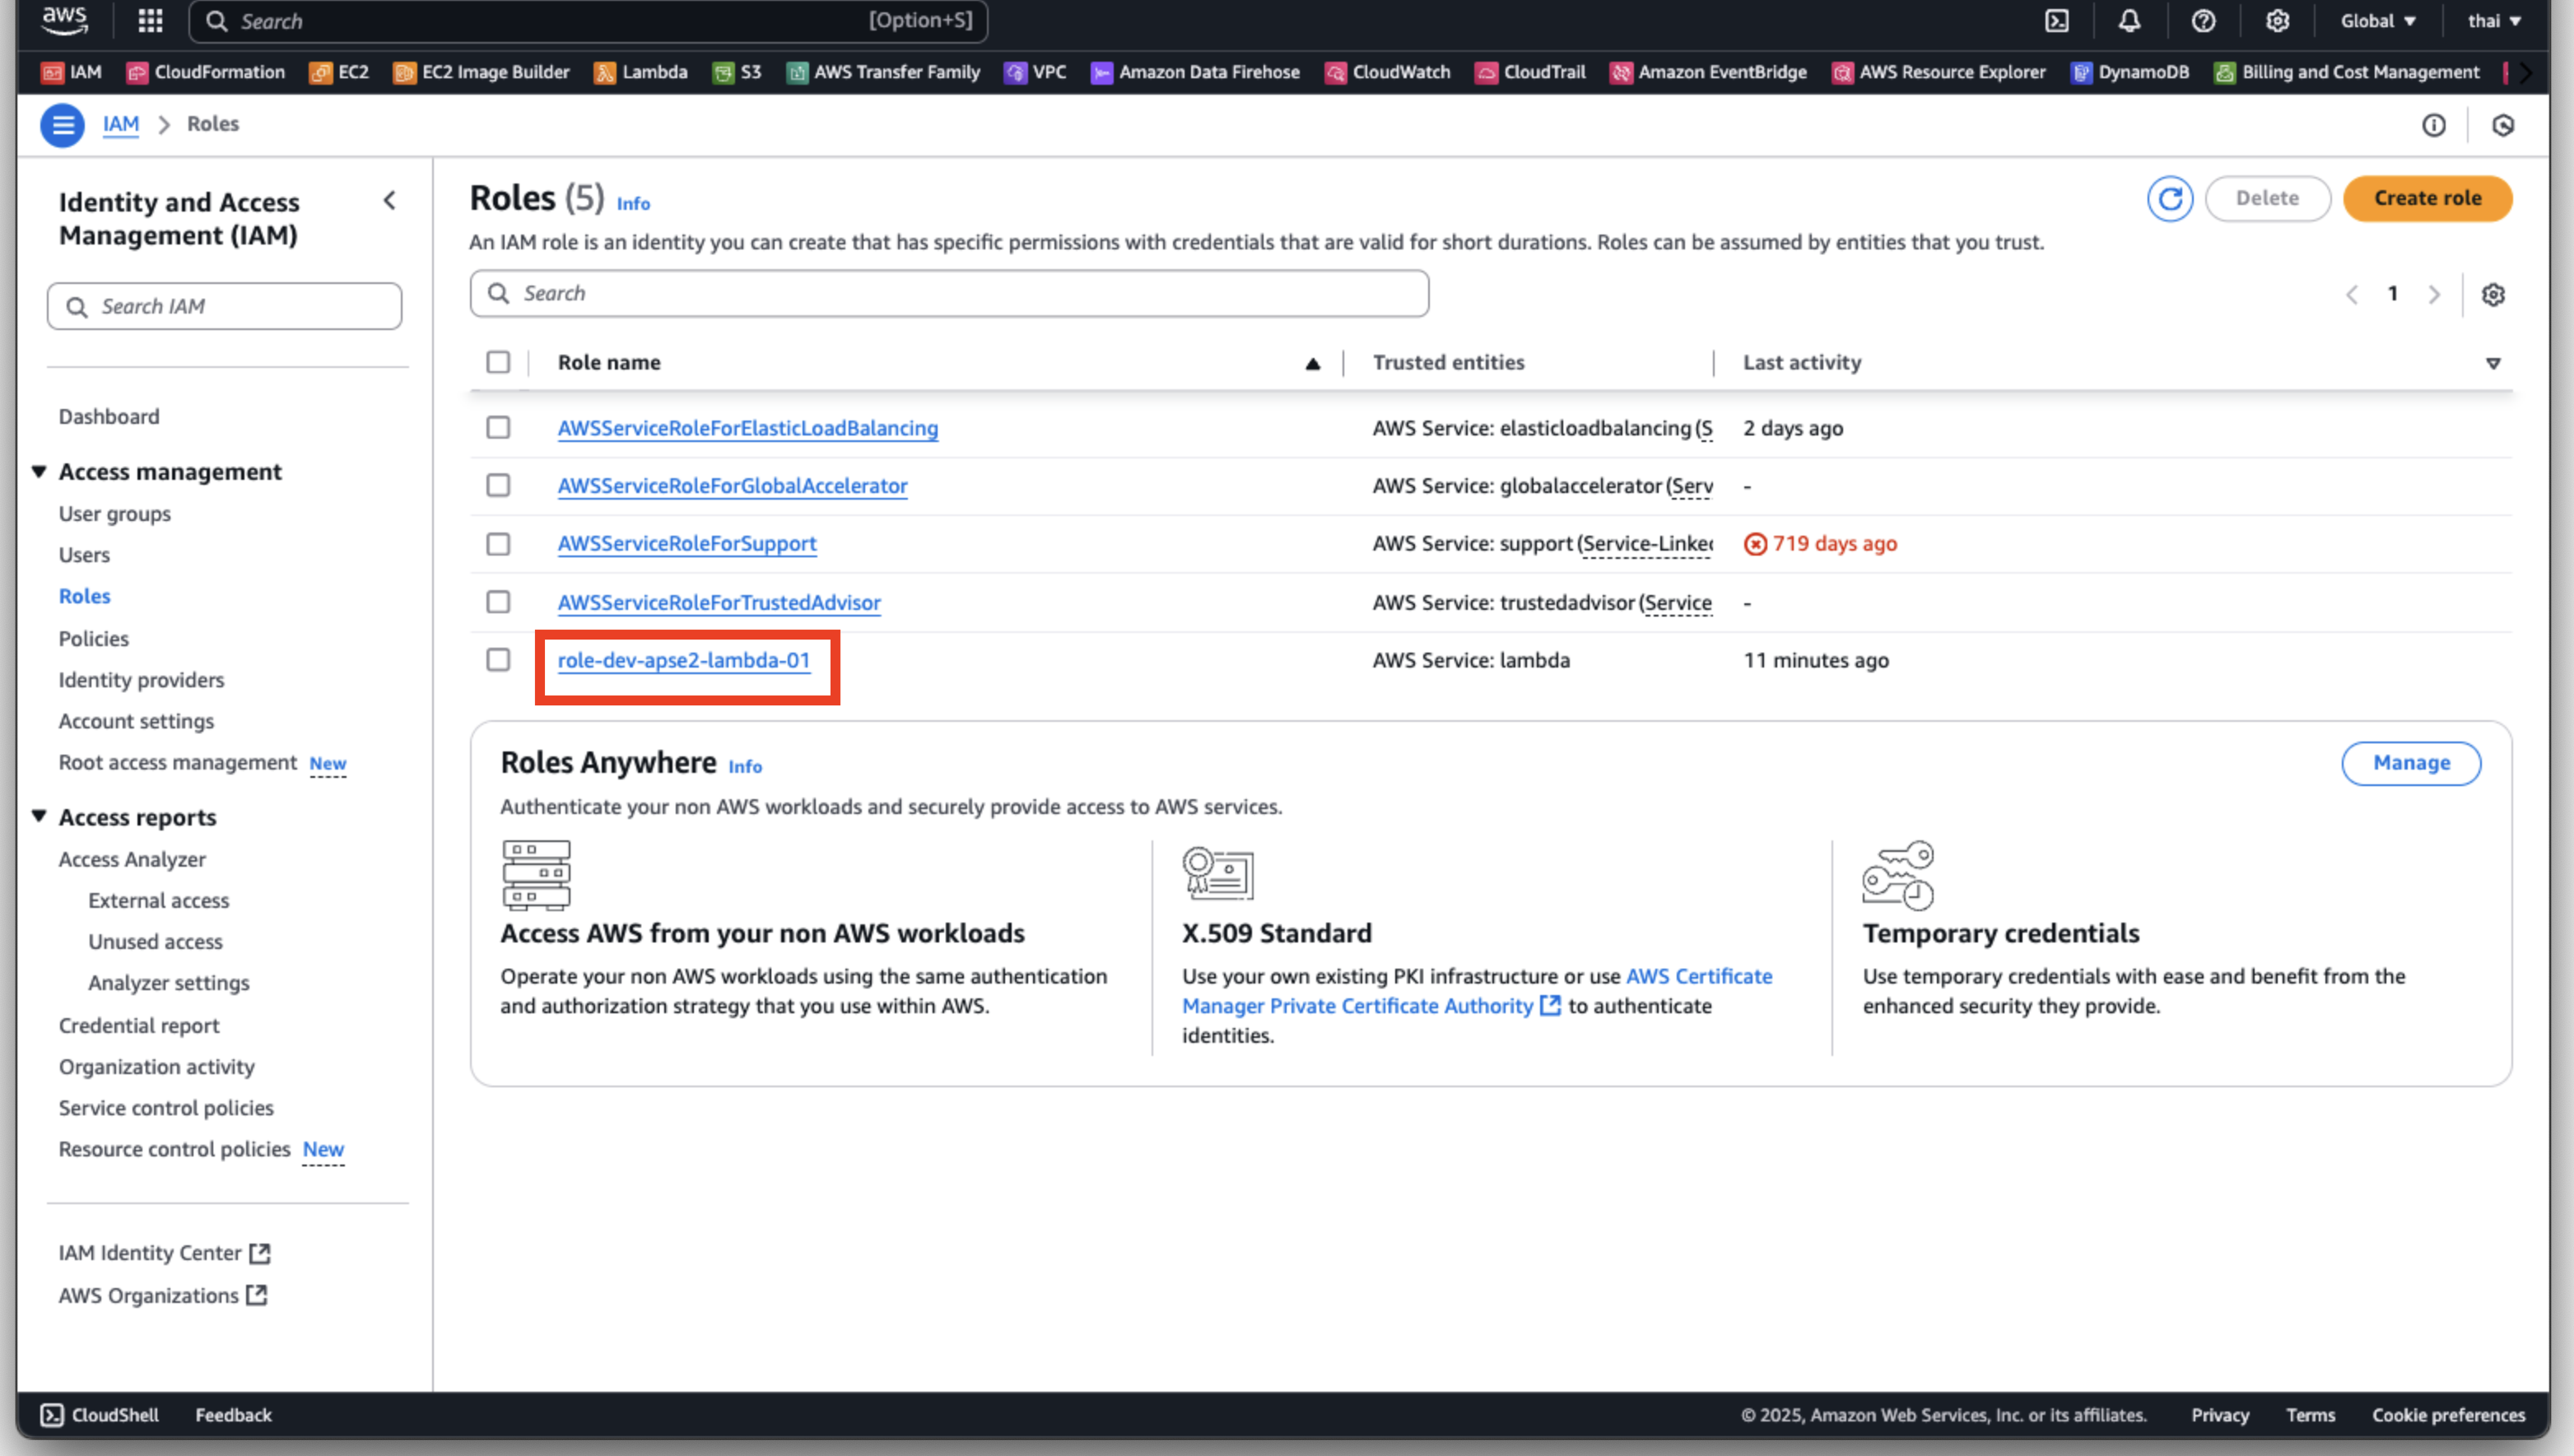 aws
Search [Option+S]
Global ▼ thai ▼
IAM CloudFormation EC2 EC2 Image Builder Lambda S3 AWS Transfer Family VPC Amazon Data Firehose CloudWatch CloudTrail Amazon EventBridge AWS Resource Explorer DynamoDB Billing and Cost Management
IAM > Roles
Identity and Access
Management (IAM)
Search IAM
Dashboard
Access management
User groups
Users
Roles
Policies
Identity providers
Account settings
Root access management New
Access reports
Access Analyzer
External access
Unused access
Analyzer settings
Credential report
Organization activity
Service control policies
Resource control policies New
IAM Identity Center
AWS Organizations
Roles (5) Info
Delete
Create role
An IAM role is an identity you can create that has specific permissions with credentials that are valid for short durations. Roles can be assumed by entities that you trust.
Search
1
Role name Trusted entities Last activity
AWSServiceRoleForElasticLoadBalancing AWS Service: elasticloadbalancing (S 2 days ago
AWSServiceRoleForGlobalAccelerator AWS Service: globalaccelerator (Serv -
AWSServiceRoleForSupport AWS Service: support (Service-Linked 719 days ago
AWSServiceRoleForTrustedAdvisor AWS Service: trustedadvisor (Service -
role-dev-apse2-lambda-01 AWS Service: lambda 11 minutes ago
Roles Anywhere Info
Manage
Authenticate your non AWS workloads and securely provide access to AWS services.
Access AWS from your non AWS workloads
Operate your non AWS workloads using the same authentication
and authorization strategy that you use within AWS.
X.509 Standard
Use your own existing PKI infrastructure or use AWS Certificate
Manager Private Certificate Authority to authenticate
identities.
Temporary credentials
Use temporary credentials with ease and benefit from the
enhanced security they provide.
CloudShell Feedback
© 2025, Amazon Web Services, Inc. or its affiliates. Privacy Terms Cookie preferences